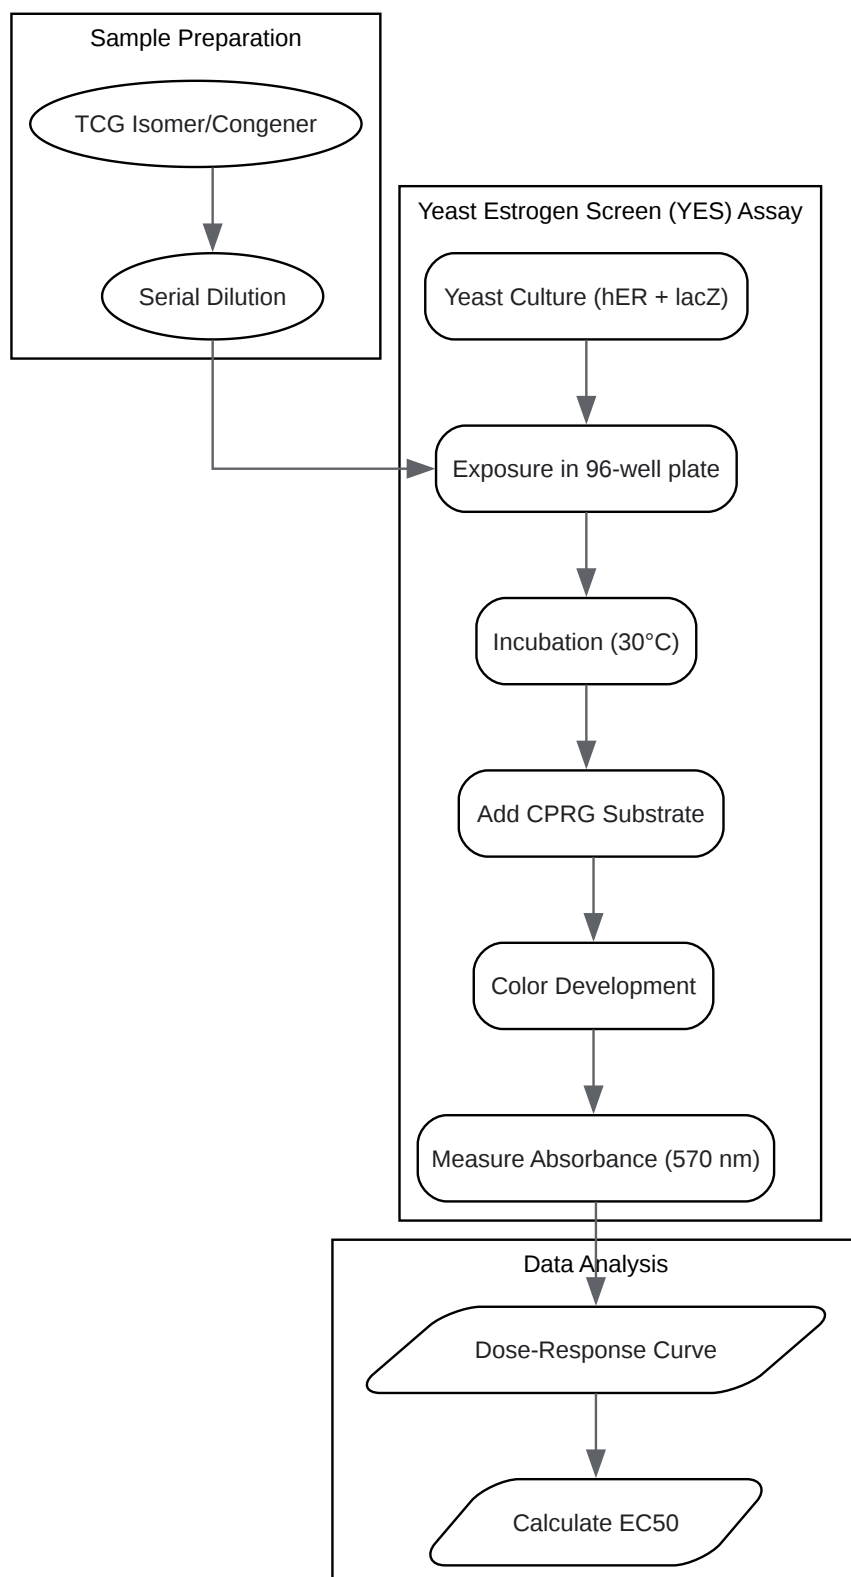 Sample Preparation
TCG Isomer/Congener
Serial Dilution
Yeast Estrogen Screen (YES) Assay
Yeast Culture (hER + lacZ)
Exposure in 96-well plate
Incubation (30°C)
Add CPRG Substrate
Color Development
Measure Absorbance (570 nm)
Data Analysis
Dose-Response Curve
Calculate EC50